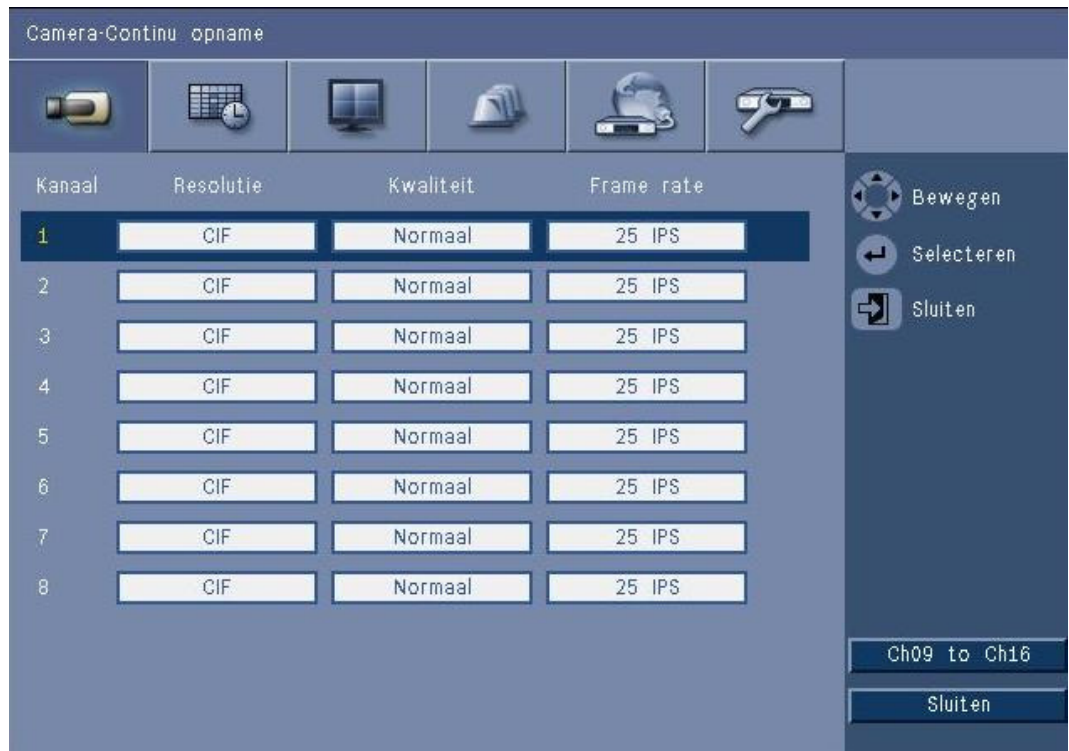 Camera-Continu opname
Kanaal Resolutie Kwaliteit Frame rate
1 CIF Normaal 25 IPS
2 CIF Normaal 25 IPS
3 CIF Normaal 25 IPS
4 CIF Normaal 25 IPS
5 CIF Normaal 25 IPS
6 CIF Normaal 25 IPS
7 CIF Normaal 25 IPS
8 CIF Normaal 25 IPS
Bewegen
Selecteren
Sluiten
Ch09 to Ch16
Sluiten